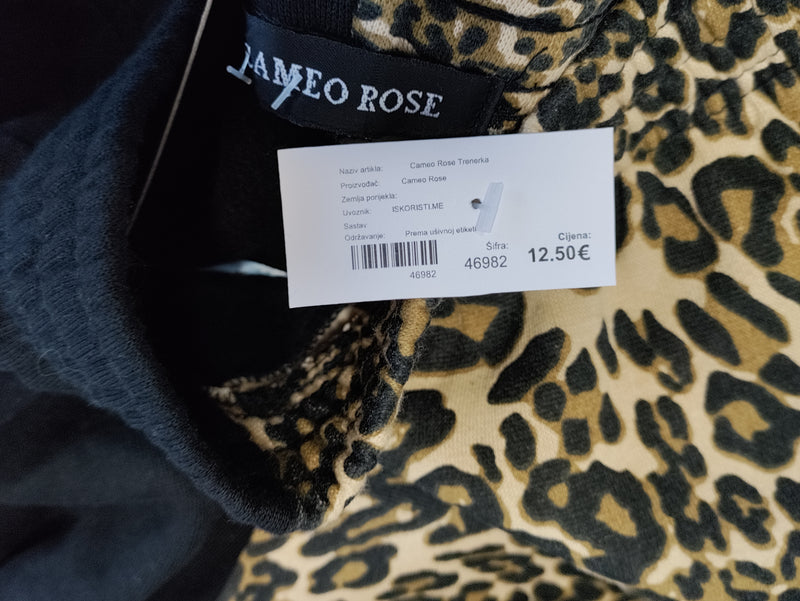 CAMEO ROSE
Naziv artikla: Cameo Rose Trenerka
Proizvođač: Cameo Rose
Zemlja porijekla:
Uvoznik: ISKORISTI.ME
Sastav
Održavanje: Prema ušivnoj etiketi
46982
Šifra:
46982
Cijena:
12.50€